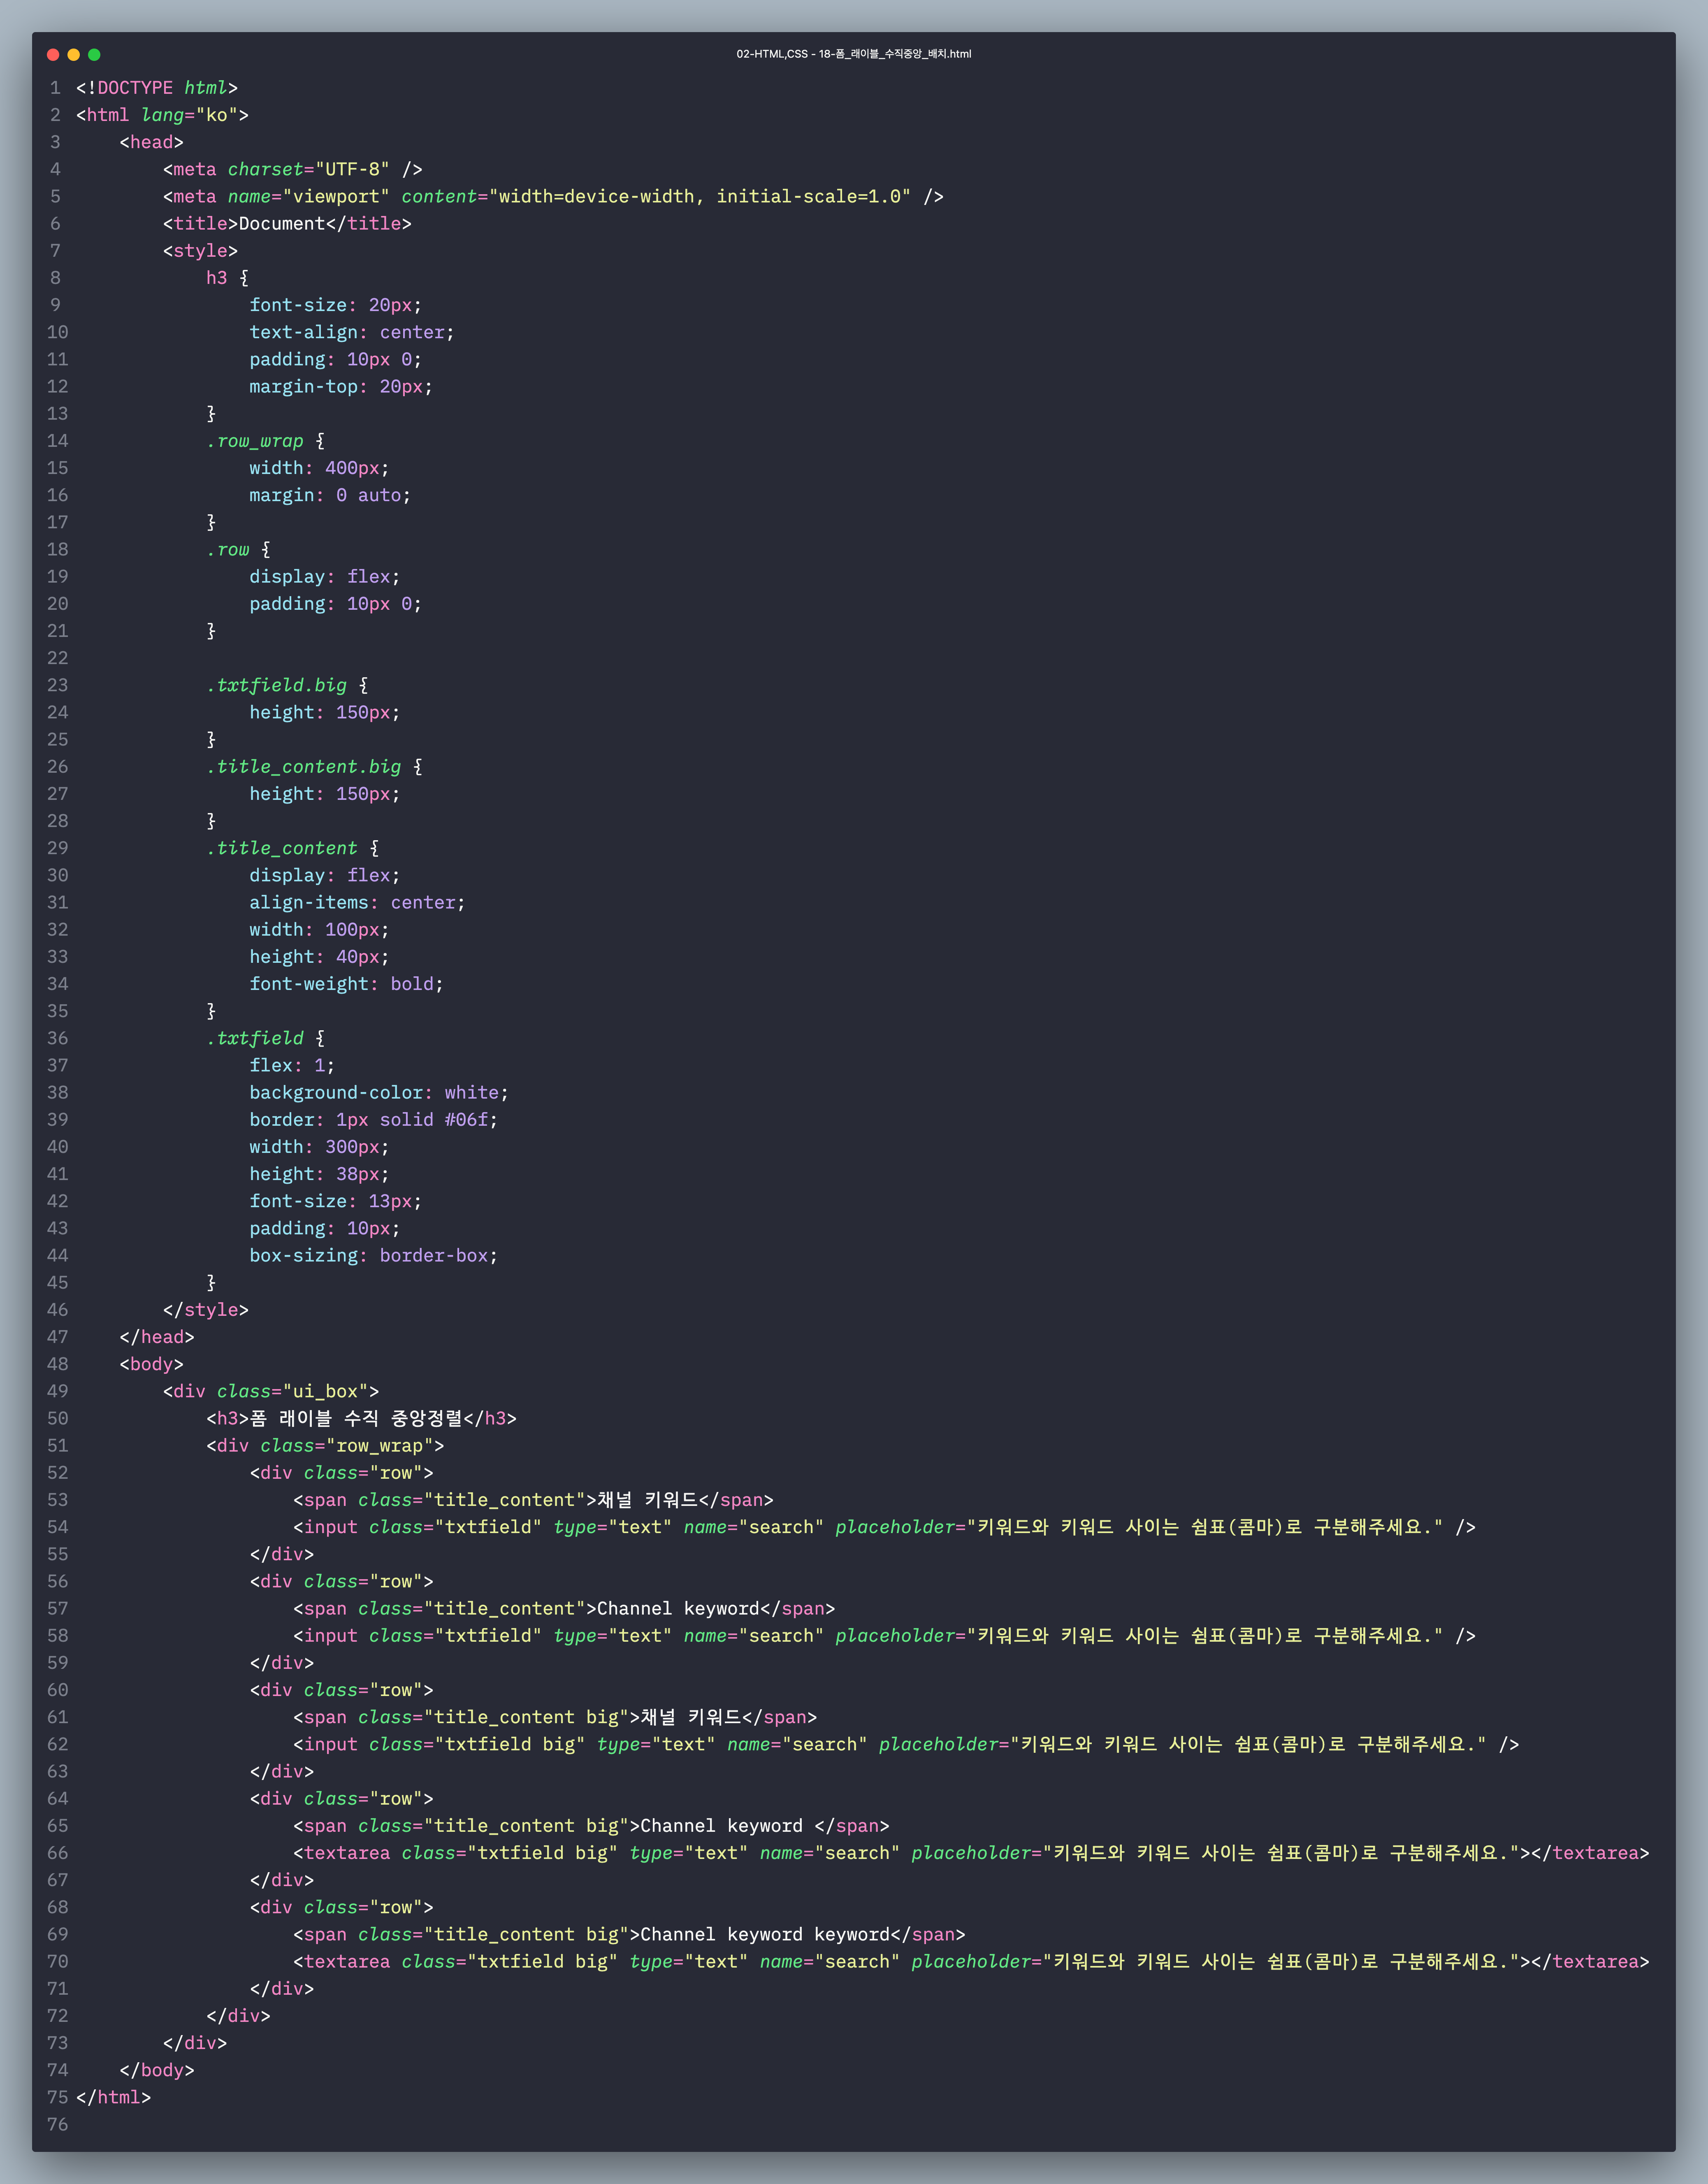 02-HTML,CSS - 18-폼_래이블_수직중앙_배치.html
1 <!DOCTYPE html>
2 <html lang="ko">
3     <head>
4         <meta charset="UTF-8" />
5         <meta name="viewport" content="width=device-width, initial-scale=1.0" />
6         <title>Document</title>
7         <style>
8             h3 {
9                 font-size: 20px;
10                 text-align: center;
11                 padding: 10px 0;
12                 margin-top: 20px;
13             }
14             .row_wrap {
15                 width: 400px;
16                 margin: 0 auto;
17             }
18             .row {
19                 display: flex;
20                 padding: 10px 0;
21             }
22
23             .txtfield.big {
24                 height: 150px;
25             }
26             .title_content.big {
27                 height: 150px;
28             }
29             .title_content {
30                 display: flex;
31                 align-items: center;
32                 width: 100px;
33                 height: 40px;
34                 font-weight: bold;
35             }
36             .txtfield {
37                 flex: 1;
38                 background-color: white;
39                 border: 1px solid #06f;
40                 width: 300px;
41                 height: 38px;
42                 font-size: 13px;
43                 padding: 10px;
44                 box-sizing: border-box;
45             }
46         </style>
47     </head>
48     <body>
49         <div class="ui_box">
50             <h3>폼 래이블 수직 중앙정렬</h3>
51             <div class="row_wrap">
52                 <div class="row">
53                     <span class="title_content">채널 키워드</span>
54                     <input class="txtfield" type="text" name="search" placeholder="키워드와 키워드 사이는 쉼표(콤마)로 구분해주세요." />
55                 </div>
56                 <div class="row">
57                     <span class="title_content">Channel keyword</span>
58                     <input class="txtfield" type="text" name="search" placeholder="키워드와 키워드 사이는 쉼표(콤마)로 구분해주세요." />
59                 </div>
60                 <div class="row">
61                     <span class="title_content big">채널 키워드</span>
62                     <input class="txtfield big" type="text" name="search" placeholder="키워드와 키워드 사이는 쉼표(콤마)로 구분해주세요." />
63                 </div>
64                 <div class="row">
65                     <span class="title_content big">Channel keyword </span>
66                     <textarea class="txtfield big" type="text" name="search" placeholder="키워드와 키워드 사이는 쉼표(콤마)로 구분해주세요."></textarea>
67                 </div>
68                 <div class="row">
69                     <span class="title_content big">Channel keyword keyword</span>
70                     <textarea class="txtfield big" type="text" name="search" placeholder="키워드와 키워드 사이는 쉼표(콤마)로 구분해주세요."></textarea>
71                 </div>
72             </div>
73         </div>
74     </body>
75 </html>
76